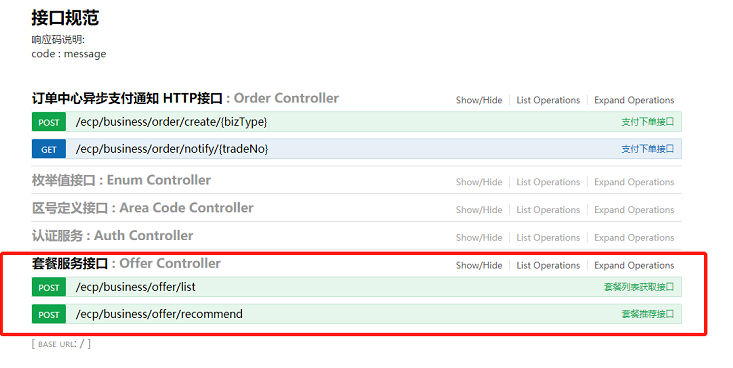 接口规范
响应码说明:
code : message
订单中心异步支付通知 HTTP接口 : Order Controller Show/Hide List Operations Expand Operations
POST /ecp/business/order/create/{bizType} 支付下单接口
GET /ecp/business/order/notify/{tradeNo} 支付下单接口
枚举值接口 : Enum Controller Show/Hide List Operations Expand Operations
区号定义接口 : Area Code Controller Show/Hide List Operations Expand Operations
认证服务 : Auth Controller Show/Hide List Operations Expand Operations
套餐服务接口 : Offer Controller Show/Hide List Operations Expand Operations
POST /ecp/business/offer/list 套餐列表获取接口
POST /ecp/business/offer/recommend 套餐推荐接口
[ BASE URL: / ]